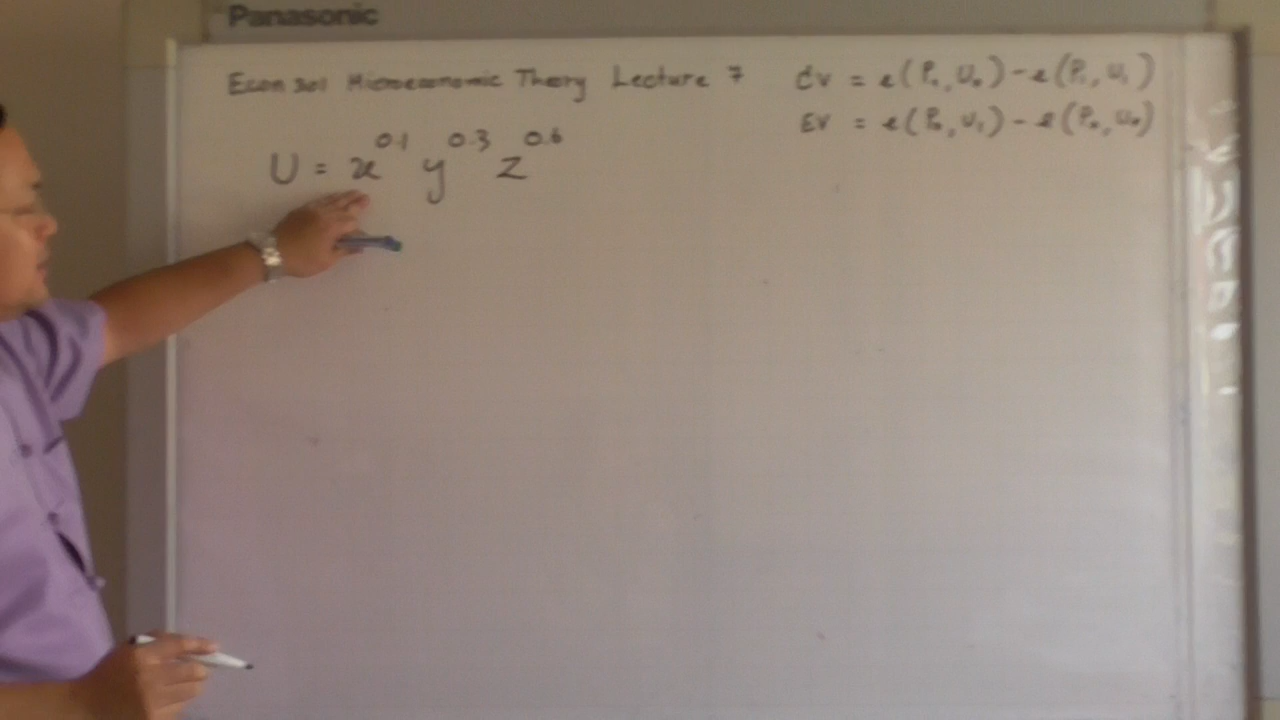 Panasonic
Econ 301 Microeconomic Theory Lecture 7
CV = e(P₀, U₀) - e(P₁, U₁)
EV = e(P₀, U₁) - e(P₀, U₀)
U = x^0.1 y^0.3 z^0.6